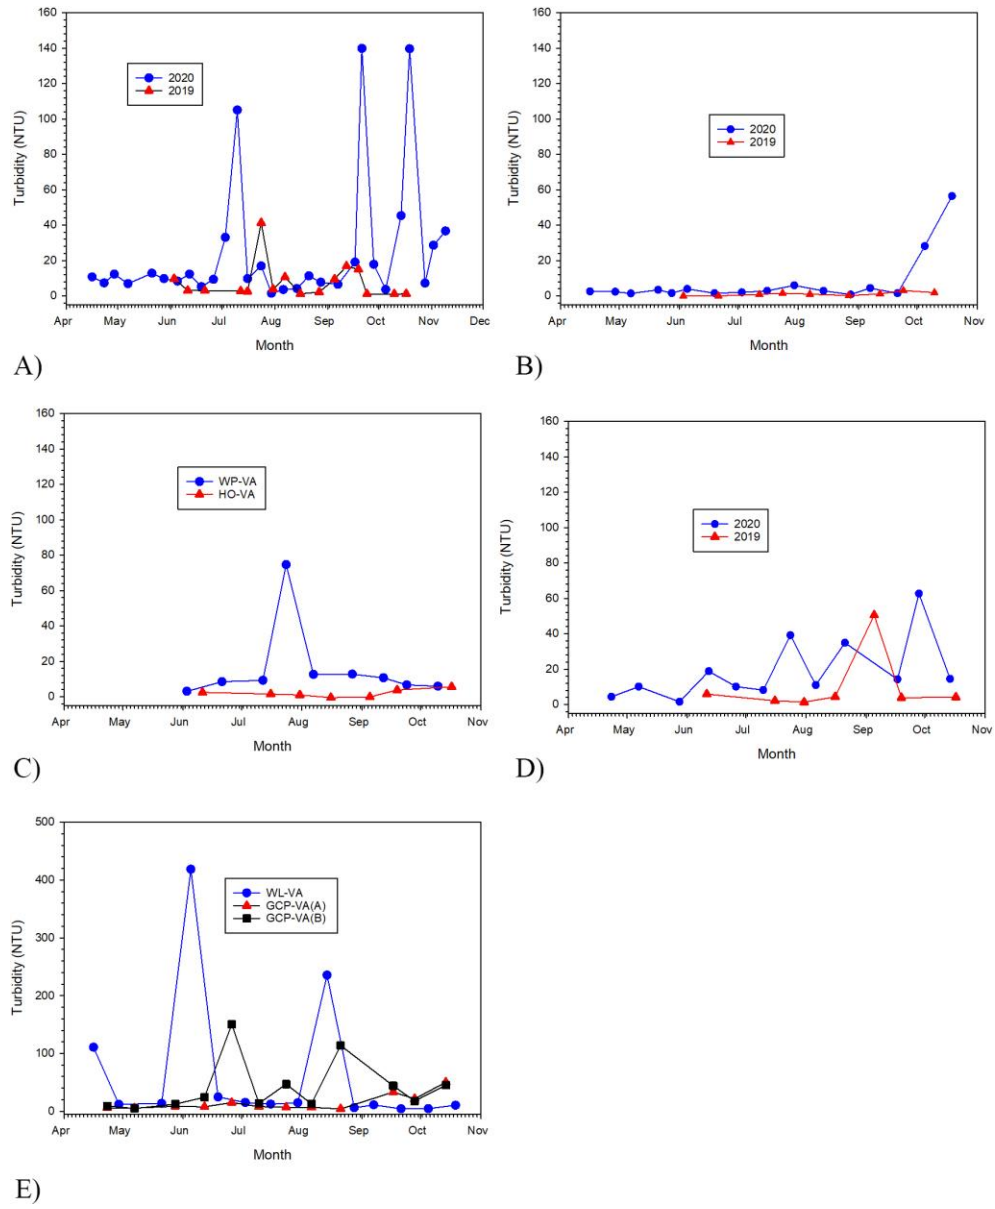 160
140
120
100
80
60
40
20
0
Turbidity (NTU)
2020
2019
Apr May Jun Jul Aug Sep Oct Nov Dec
Month
A)
160
140
120
100
80
60
40
20
0
Turbidity (NTU)
2020
2019
Apr May Jun Jul Aug Sep Oct Nov
Month
B)
160
140
120
100
80
60
40
20
0
Turbidity (NTU)
WP-VA
HO-VA
Apr May Jun Jul Aug Sep Oct Nov
Month
C)
160
140
120
100
80
60
40
20
0
Turbidity (NTU)
2020
2019
Apr May Jun Jul Aug Sep Oct Nov
Month
D)
500
400
300
200
100
0
Turbidity (NTU)
WL-VA
GCP-VA(A)
GCP-VA(B)
Apr May Jun Jul Aug Sep Oct Nov
Month
E)